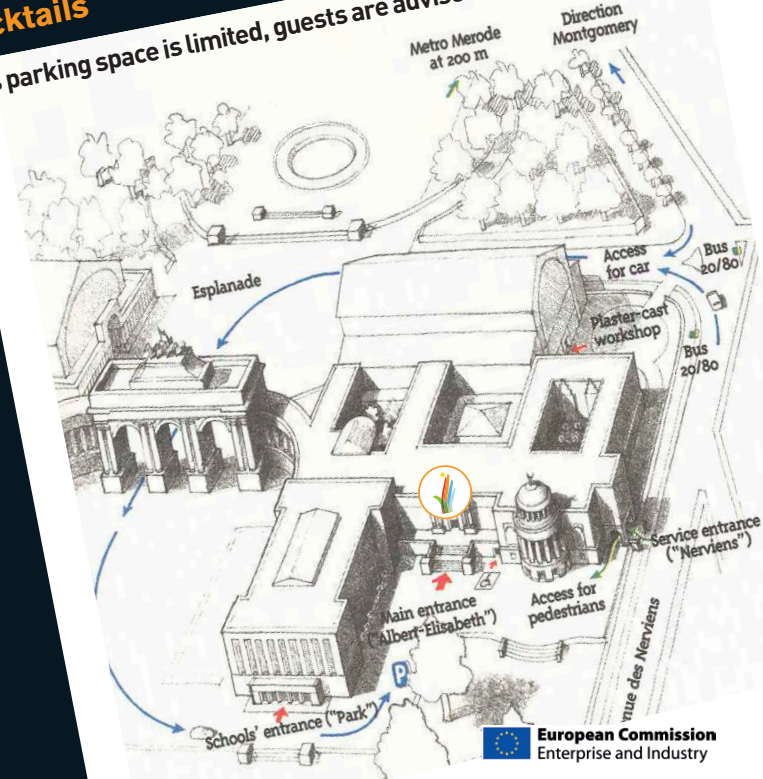 cktails
parking space is limited, guests are advise
Metro Merode
at 200 m
Direction
Montgomery
Esplanade
Access
for car
Bus
20/80
Plaster-cast
workshop
Bus
20/80
Service entrance
("Nerviens")
Access for
pedestrians
Main entrance
("Albert-Elisabeth")
P
nue des Nerviens
Schools' entrance ("Park")
European Commission
Enterprise and Industry